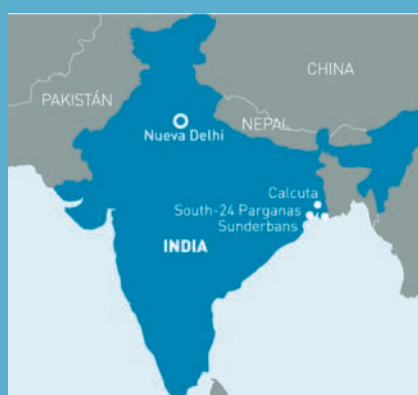 CHINA
PAKISTÁN
NEPAL
Nueva Delhi
Calcuta
South-24 Parganas
Sunderbans
INDIA